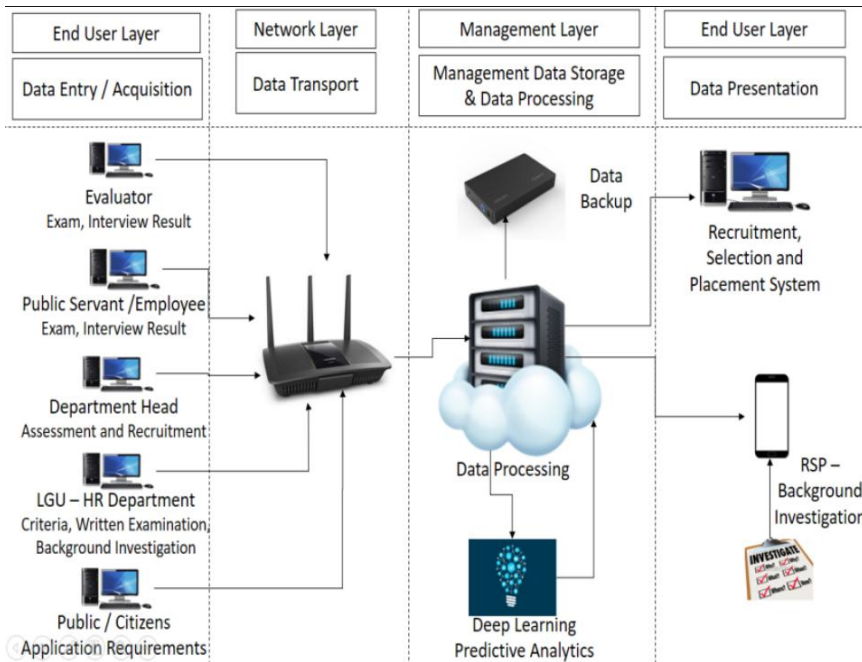 End User Layer
Network Layer
Management Layer
End User Layer
Data Entry / Acquisition
Data Transport
Management Data Storage
& Data Processing
Data Presentation
Evaluator
Exam, Interview Result
Public Servant /Employee
Exam, Interview Result
Department Head
Assessment and Recruitment
LGU – HR Department
Criteria, Written Examination,
Background Investigation
Public / Citizens
Application Requirements
Data
Backup
Data Processing
Deep Learning
Predictive Analytics
Recruitment,
Selection and
Placement System
RSP –
Background
Investigation
INVESTIGATE